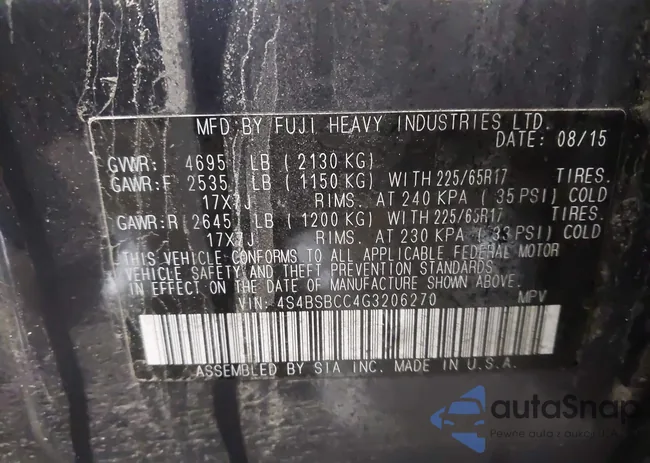 MFD BY FUJI HEAVY INDUSTRIES LTD.
DATE: 08/15
GVWR: 4695 LB (2130 KG)
GAWR:F 2535 LB (1150 KG) WITH 225/65R17 TIRES.
17X7J RIMS. AT 240 KPA (35 PSI) COLD
GAWR:R 2645 LB (1200 KG) WITH 225/65R17 TIRES.
17X7J RIMS. AT 230 KPA (33 PSI) COLD
THIS VEHICLE CONFORMS TO ALL APPLICABLE FEDERAL MOTOR
VEHICLE SAFETY AND THEFT PREVENTION STANDARDS
IN EFFECT ON THE DATE OF MANUFACTURE SHOWN ABOVE.
VIN: 4S4BSBCC4G3206270 MPV
ASSEMBLED BY SIA INC. MADE IN U.S.A.
autaSnap
Pewne auta z aukcji